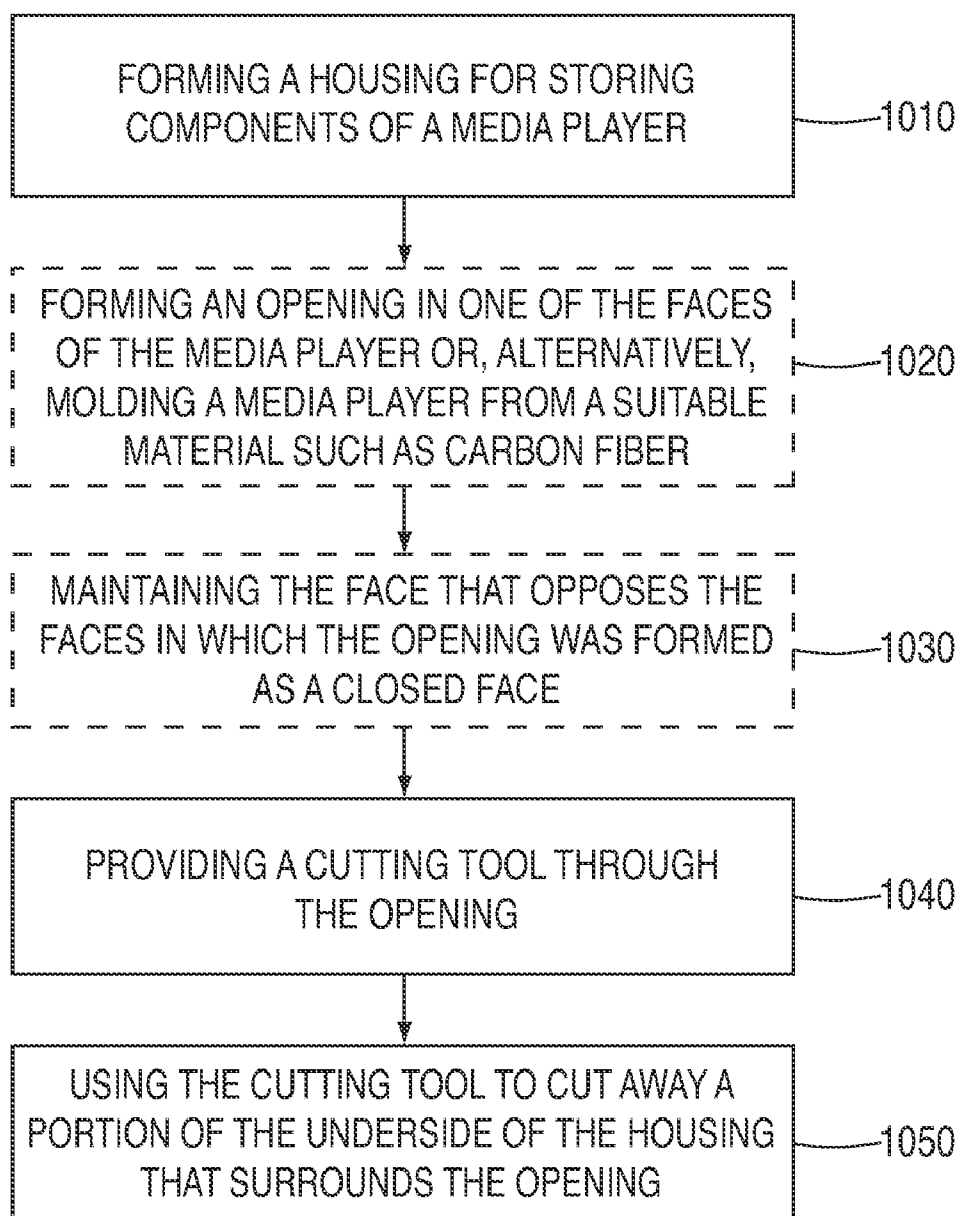 FORMING A HOUSING FOR STORING
COMPONENTS OF A MEDIA PLAYER
1010
FORMING AN OPENING IN ONE OF THE FACES
OF THE MEDIA PLAYER OR, ALTERNATIVELY,
MOLDING A MEDIA PLAYER FROM A SUITABLE
MATERIAL SUCH AS CARBON FIBER
1020
MAINTAINING THE FACE THAT OPPOSES THE
FACES IN WHICH THE OPENING WAS FORMED
AS A CLOSED FACE
1030
PROVIDING A CUTTING TOOL THROUGH
THE OPENING
1040
USING THE CUTTING TOOL TO CUT AWAY A
PORTION OF THE UNDERSIDE OF THE HOUSING
THAT SURROUNDS THE OPENING
1050